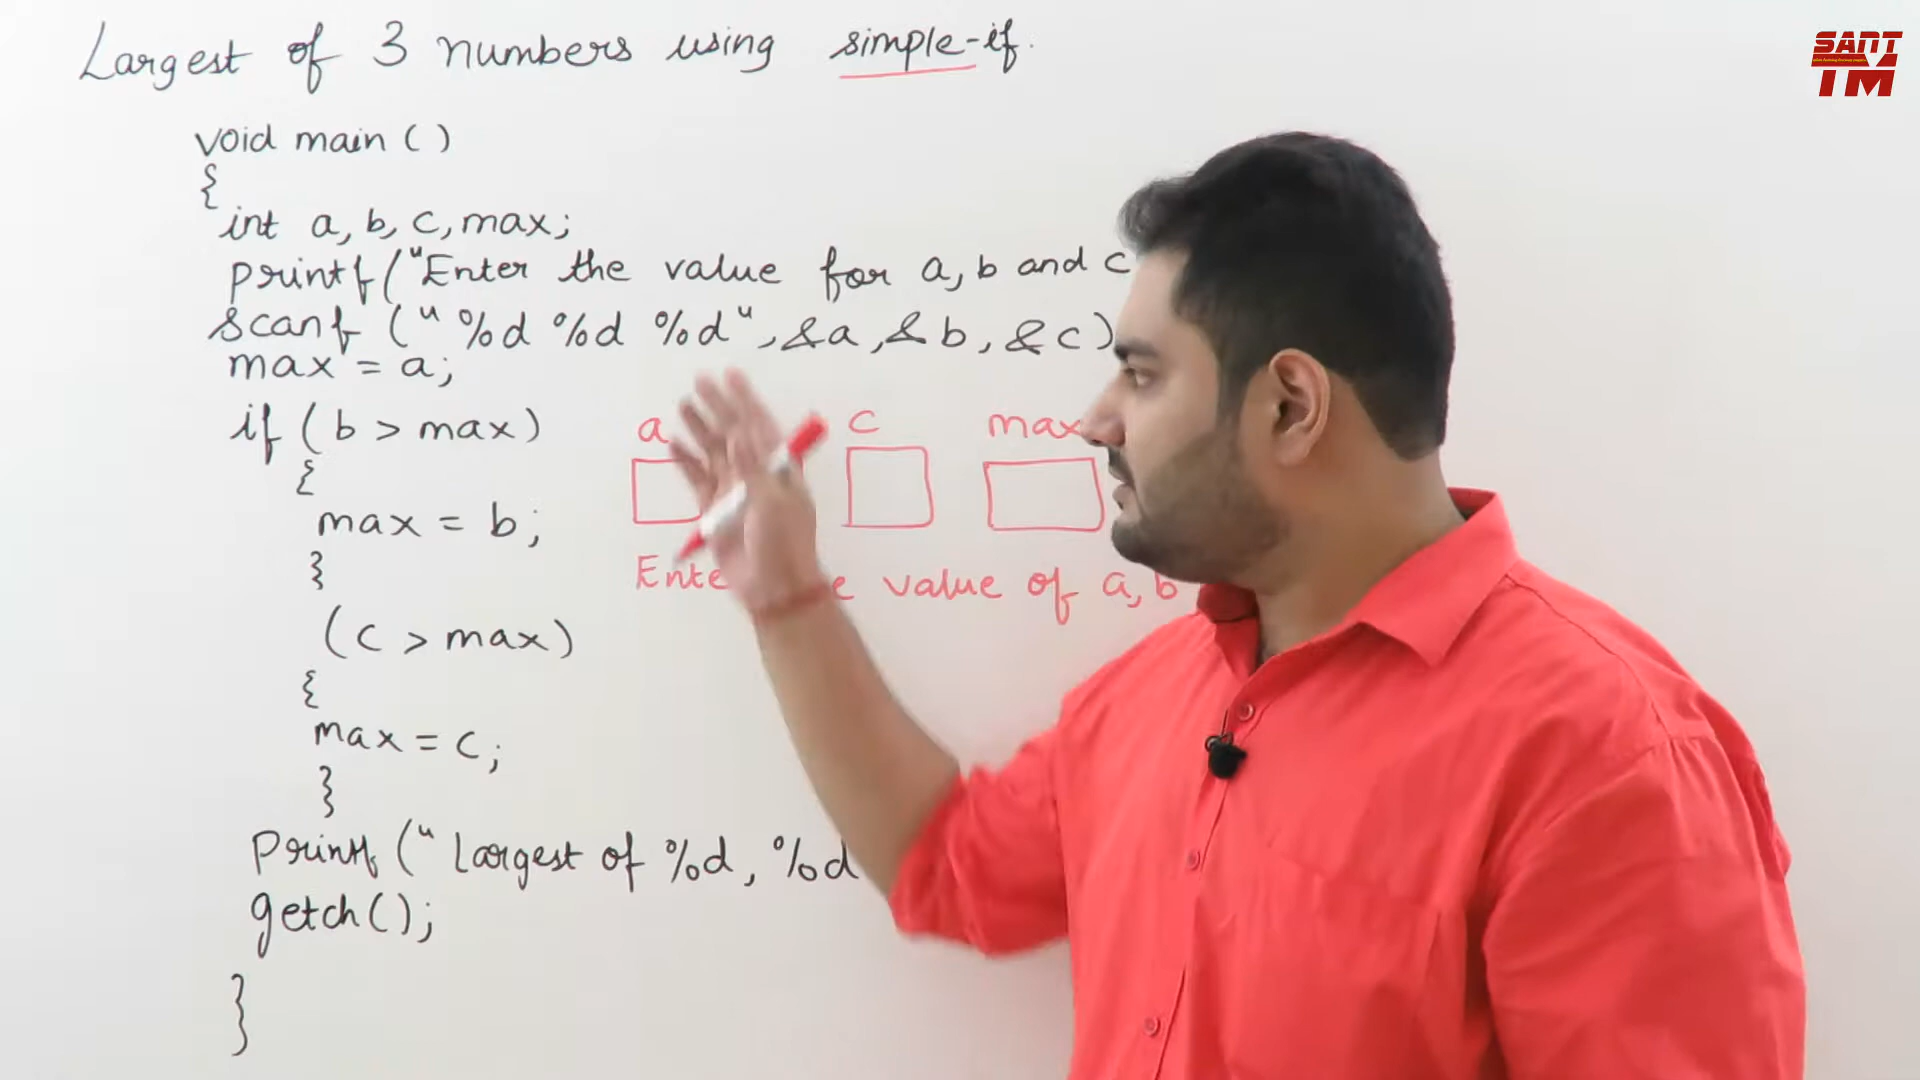 Largest of 3 numbers using simple-if.
SANT
TM
void main ()
{
int a, b, c, max;
printf ("Enter the value for a, b and c
scanf (" %d %d %d" , &a , & b , & c )
max = a;
if ( b > max )
a c max
{
max = b;
}
Ente e value of a, b
( c > max )
{
max = c;
}
printf (" Largest of %d , %d
getch();
}